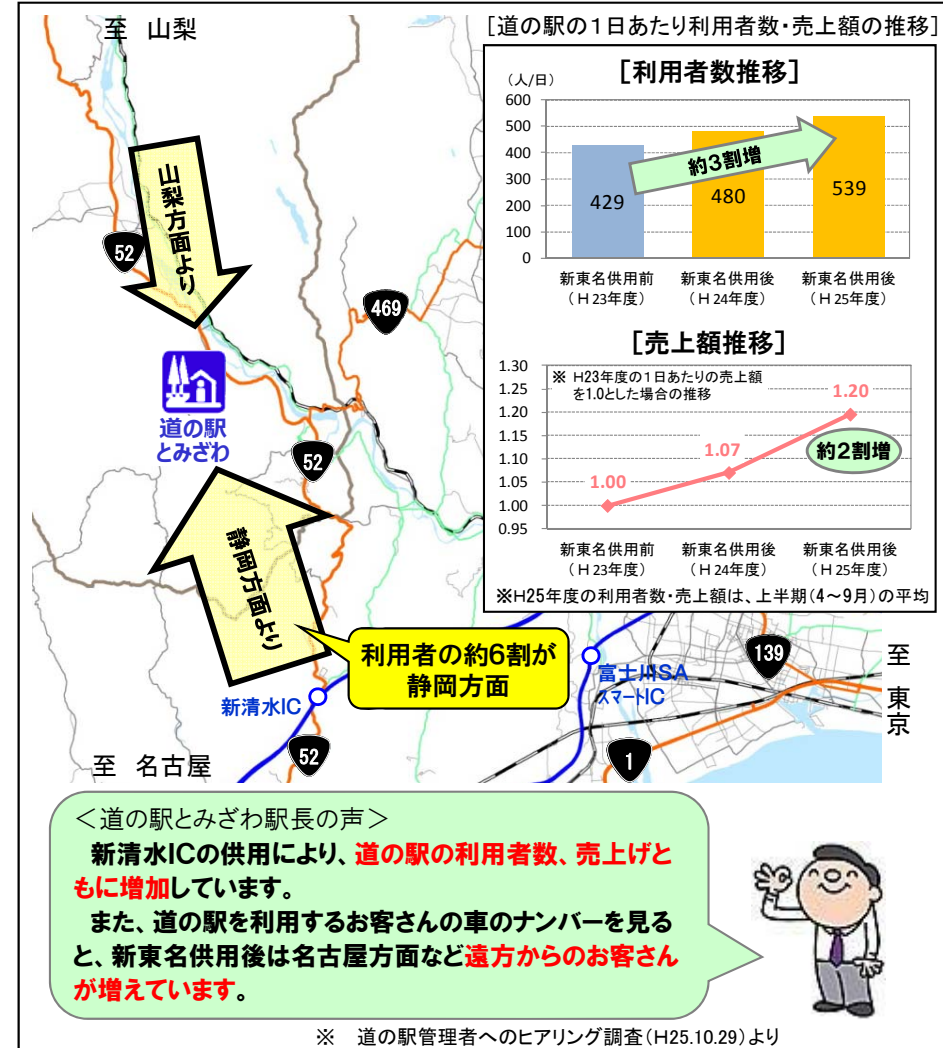 至 山梨
[道の駅の１日あたり利用者数・売上額の推移]
[利用者数推移]
(人/日)
600
500
400
300
200
100
0
約3割増
429
480
539
新東名供用前
(Ｈ23年度)
新東名供用後
(Ｈ24年度)
新東名供用後
(Ｈ25年度)
[売上額推移]
1.30
1.25
1.20
1.15
1.10
1.05
1.00
0.95
※ H23年度の１日あたりの売上額
を1.0とした場合の推移
1.00
1.07
1.20
約2割増
新東名供用前
(Ｈ23年度)
新東名供用後
(Ｈ24年度)
新東名供用後
(Ｈ25年度)
※H25年度の利用者数・売上額は、上半期(4～9月)の平均
山梨方面より
52
469
道の駅
とみざわ
52
静岡方面より
利用者の約6割が
静岡方面
新清水IC
富士川SA
スマートIC
139
至
東京
52
1
至 名古屋
＜道の駅とみざわ駅長の声＞
新清水ICの供用により、道の駅の利用者数、売上げと
もに増加しています。
また、道の駅を利用するお客さんの車のナンバーを見る
と、新東名供用後は名古屋方面など遠方からのお客さん
が増えています。
※ 道の駅管理者へのヒアリング調査(H25.10.29)より